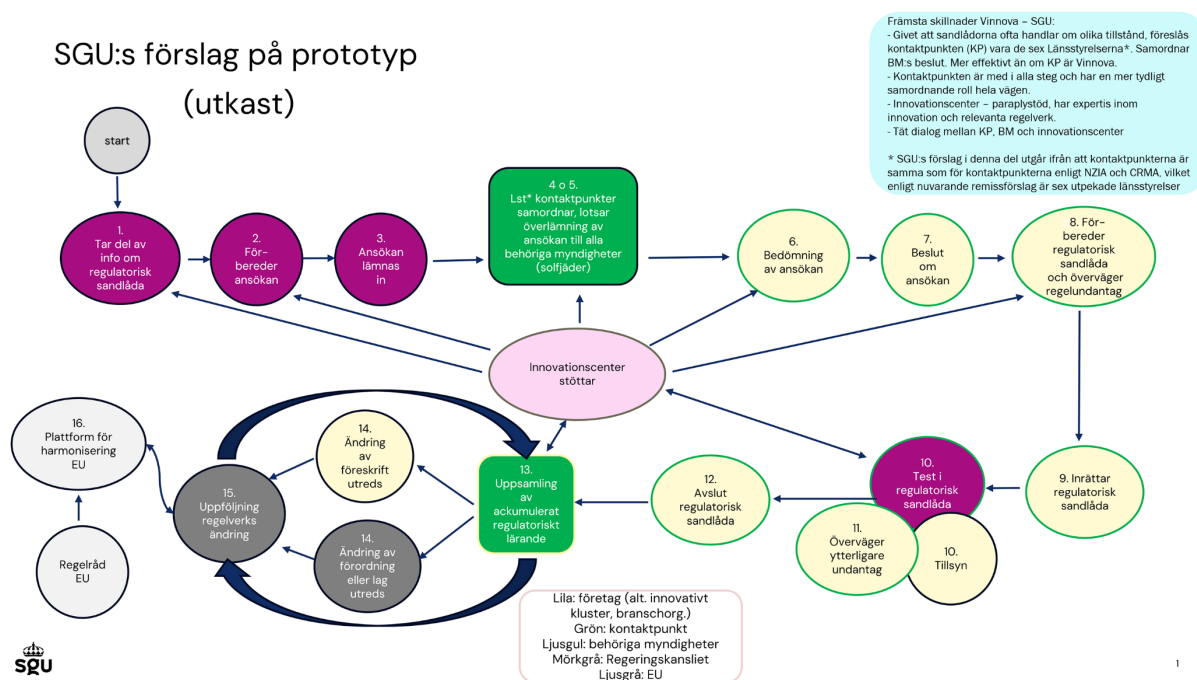 SGU:s förslag på prototyp
(utkast)
Främsta skillnader Vinnova – SGU:
- Givet att sandlådorna ofta handlar om olika tillstånd, föreslås
kontaktpunkten (KP) vara de sex Länsstyrelserna*. Samordnar
BM:s beslut. Mer effektivt än om KP är Vinnova.
- Kontaktpunkten är med i alla steg och har en mer tydligt
samordnande roll hela vägen.
- Innovationscenter – paraplystöd, har expertis inom
innovation och relevanta regelverk.
- Tät dialog mellan KP, BM och innovationscenter
* SGU:s förslag i denna del utgår ifrån att kontaktpunkterna är
samma som för kontaktpunkterna enligt NZIA och CRMA, vilket
enligt nuvarande remissförslag är sex utpekade länsstyrelser
start
1.
Tar del av
info om
regulatorisk
sandlåda
2.
För-
bereder
ansökan
3.
Ansökan
lämnas
in
4 o 5.
Lst* kontaktpunkter
samordnar, lotsar
överlämning av
ansökan till alla
behöriga myndigheter
(solfjäder)
6.
Bedömning
av ansökan
7.
Beslut
om
ansökan
8. För-
bereder
regulatorisk
sandlåda
och överväger
regelundantag
Innovationscenter
stöttar
16.
Plattform för
harmonisering
EU
Regelråd
EU
15.
Uppföljning
regelverks
ändring
14.
Ändring
av
föreskrift
utreds
14.
Ändring av
förordning
eller lag
utreds
13.
Uppsamling
av
ackumulerat
regulatoriskt
lärande
12.
Avslut
regulatorisk
sandlåda
10.
Test i
regulatorisk
sandlåda
11.
Överväger
ytterligare
undantag
10.
Tillsyn
9. Inrättar
regulatorisk
sandlåda
Lila: företag (alt. innovativt
kluster, branschorg.)
Grön: kontaktpunkt
Ljusgul: behöriga myndigheter
Mörkgrå: Regeringskansliet
Ljusgrå: EU
sgu
1